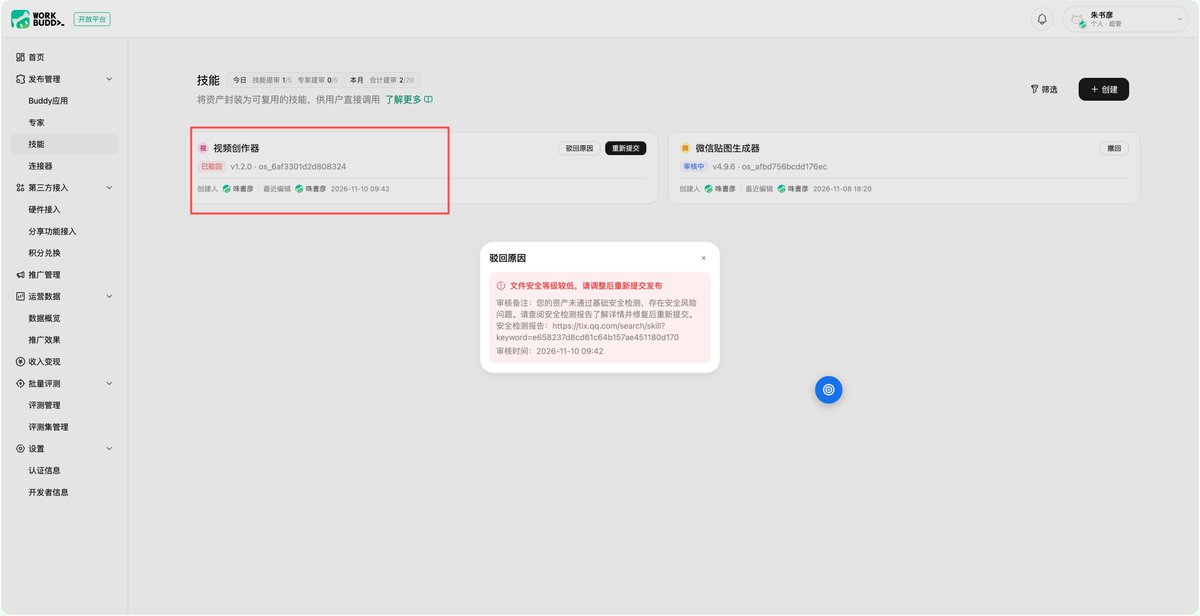 WORK
BUDD>_
开放平台
朱书彦
个人 · 超管
首页
发布管理
Buddy应用
专家
技能
连接器
第三方接入
硬件接入
分享功能接入
积分兑换
推广管理
运营数据
数据概览
推广效果
收入变现
批量评测
评测管理
评测集管理
设置
认证信息
开发者信息
技能 今日 技能提审 1/5 专家提审 0/5 本月 合计提审 2/20
将资产封装为可复用的技能，供用户直接调用 了解更多
筛选
+ 创建
视 视频创作器
驳回原因 重新提交
已驳回 v1.2.0 · os_6af3301d2d808324
创建人 咮書彦 最近编辑 咮書彦 2026-11-10 09:42
微 微信贴图生成器
撤回
审核中 v4.9.6 · os_afbd756bcdd176ec
创建人 咮書彦 最近编辑 咮書彦 2026-11-08 18:20
驳回原因 ×
文件安全等级较低，请调整后重新提交发布
审核备注：您的资产未通过基础安全检测，存在安全风险
问题。请查阅安全检测报告了解详情并修复后重新提交。
安全检测报告：https://tix.qq.com/search/skill?
keyword=e658237d8cd61c64b157ae451180d170
审核时间：2026-11-10 09:42